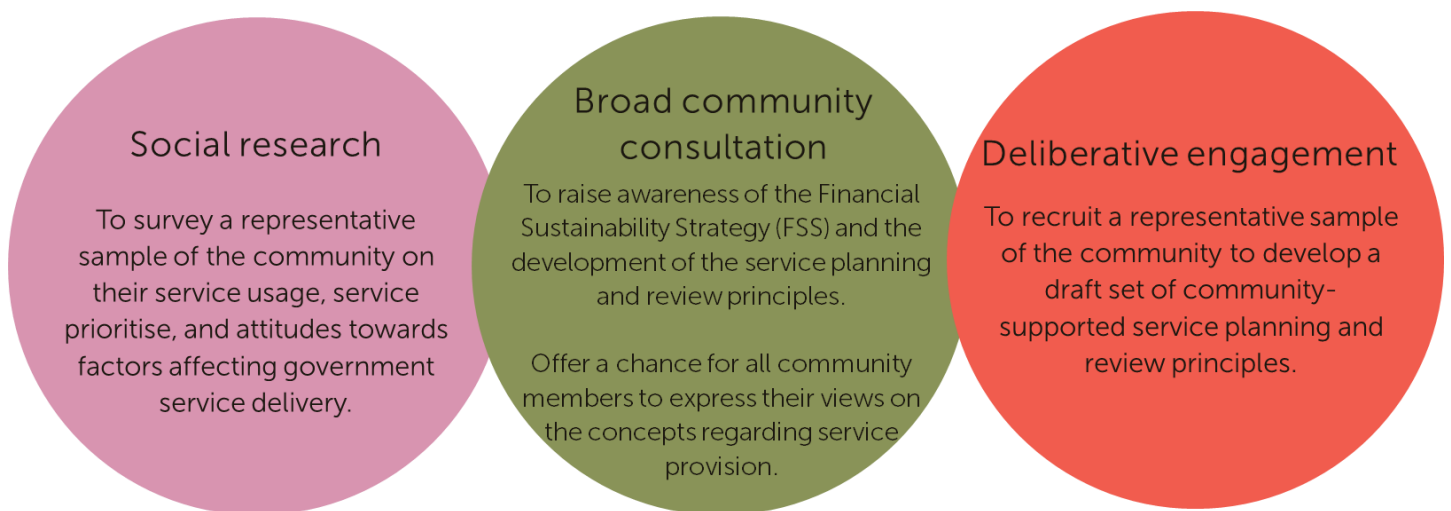 Social research
To survey a representative
sample of the community on
their service usage, service
prioritise, and attitudes towards
factors affecting government
service delivery.
Broad community
consultation
To raise awareness of the Financial
Sustainability Strategy (FSS) and the
development of the service planning
and review principles.
Offer a chance for all community
members to express their views on
the concepts regarding service
provision.
Deliberative engagement
To recruit a representative sample
of the community to develop a
draft set of community-
supported service planning and
review principles.